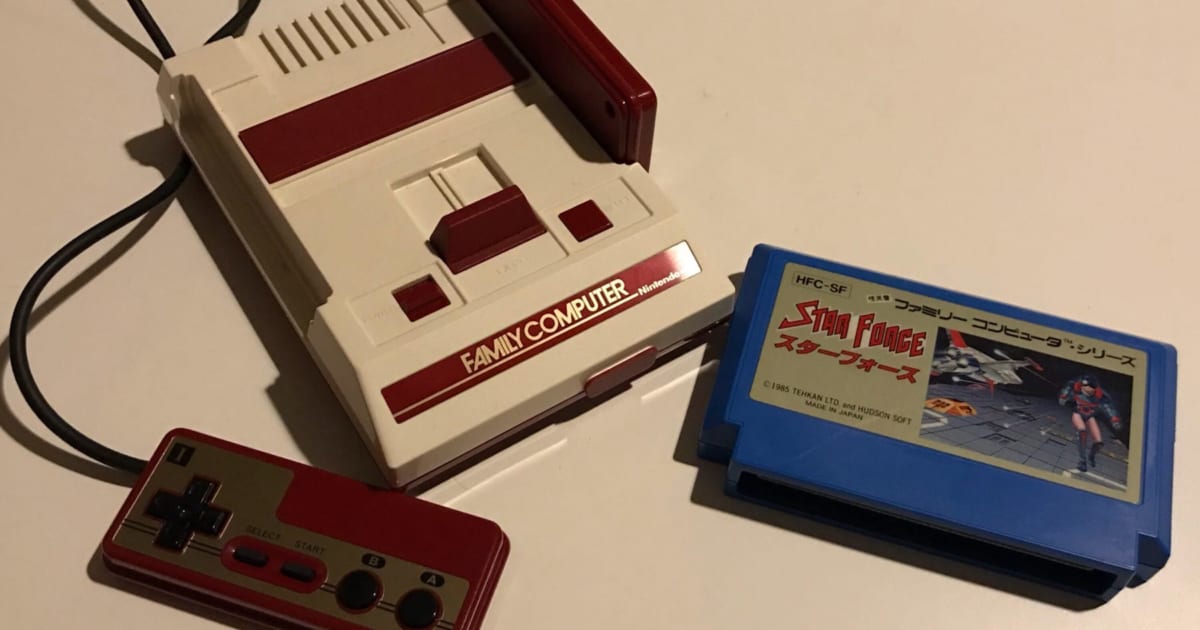 FAMILY COMPUTER
Nintendo
I
SELECT START
B A
HFC-SF
ファミリー コンピュータ™・シリーズ
STAR FORCE
スターフォース
©1985 TEHKAN LTD. and HUDSON SOFT
MADE IN JAPAN